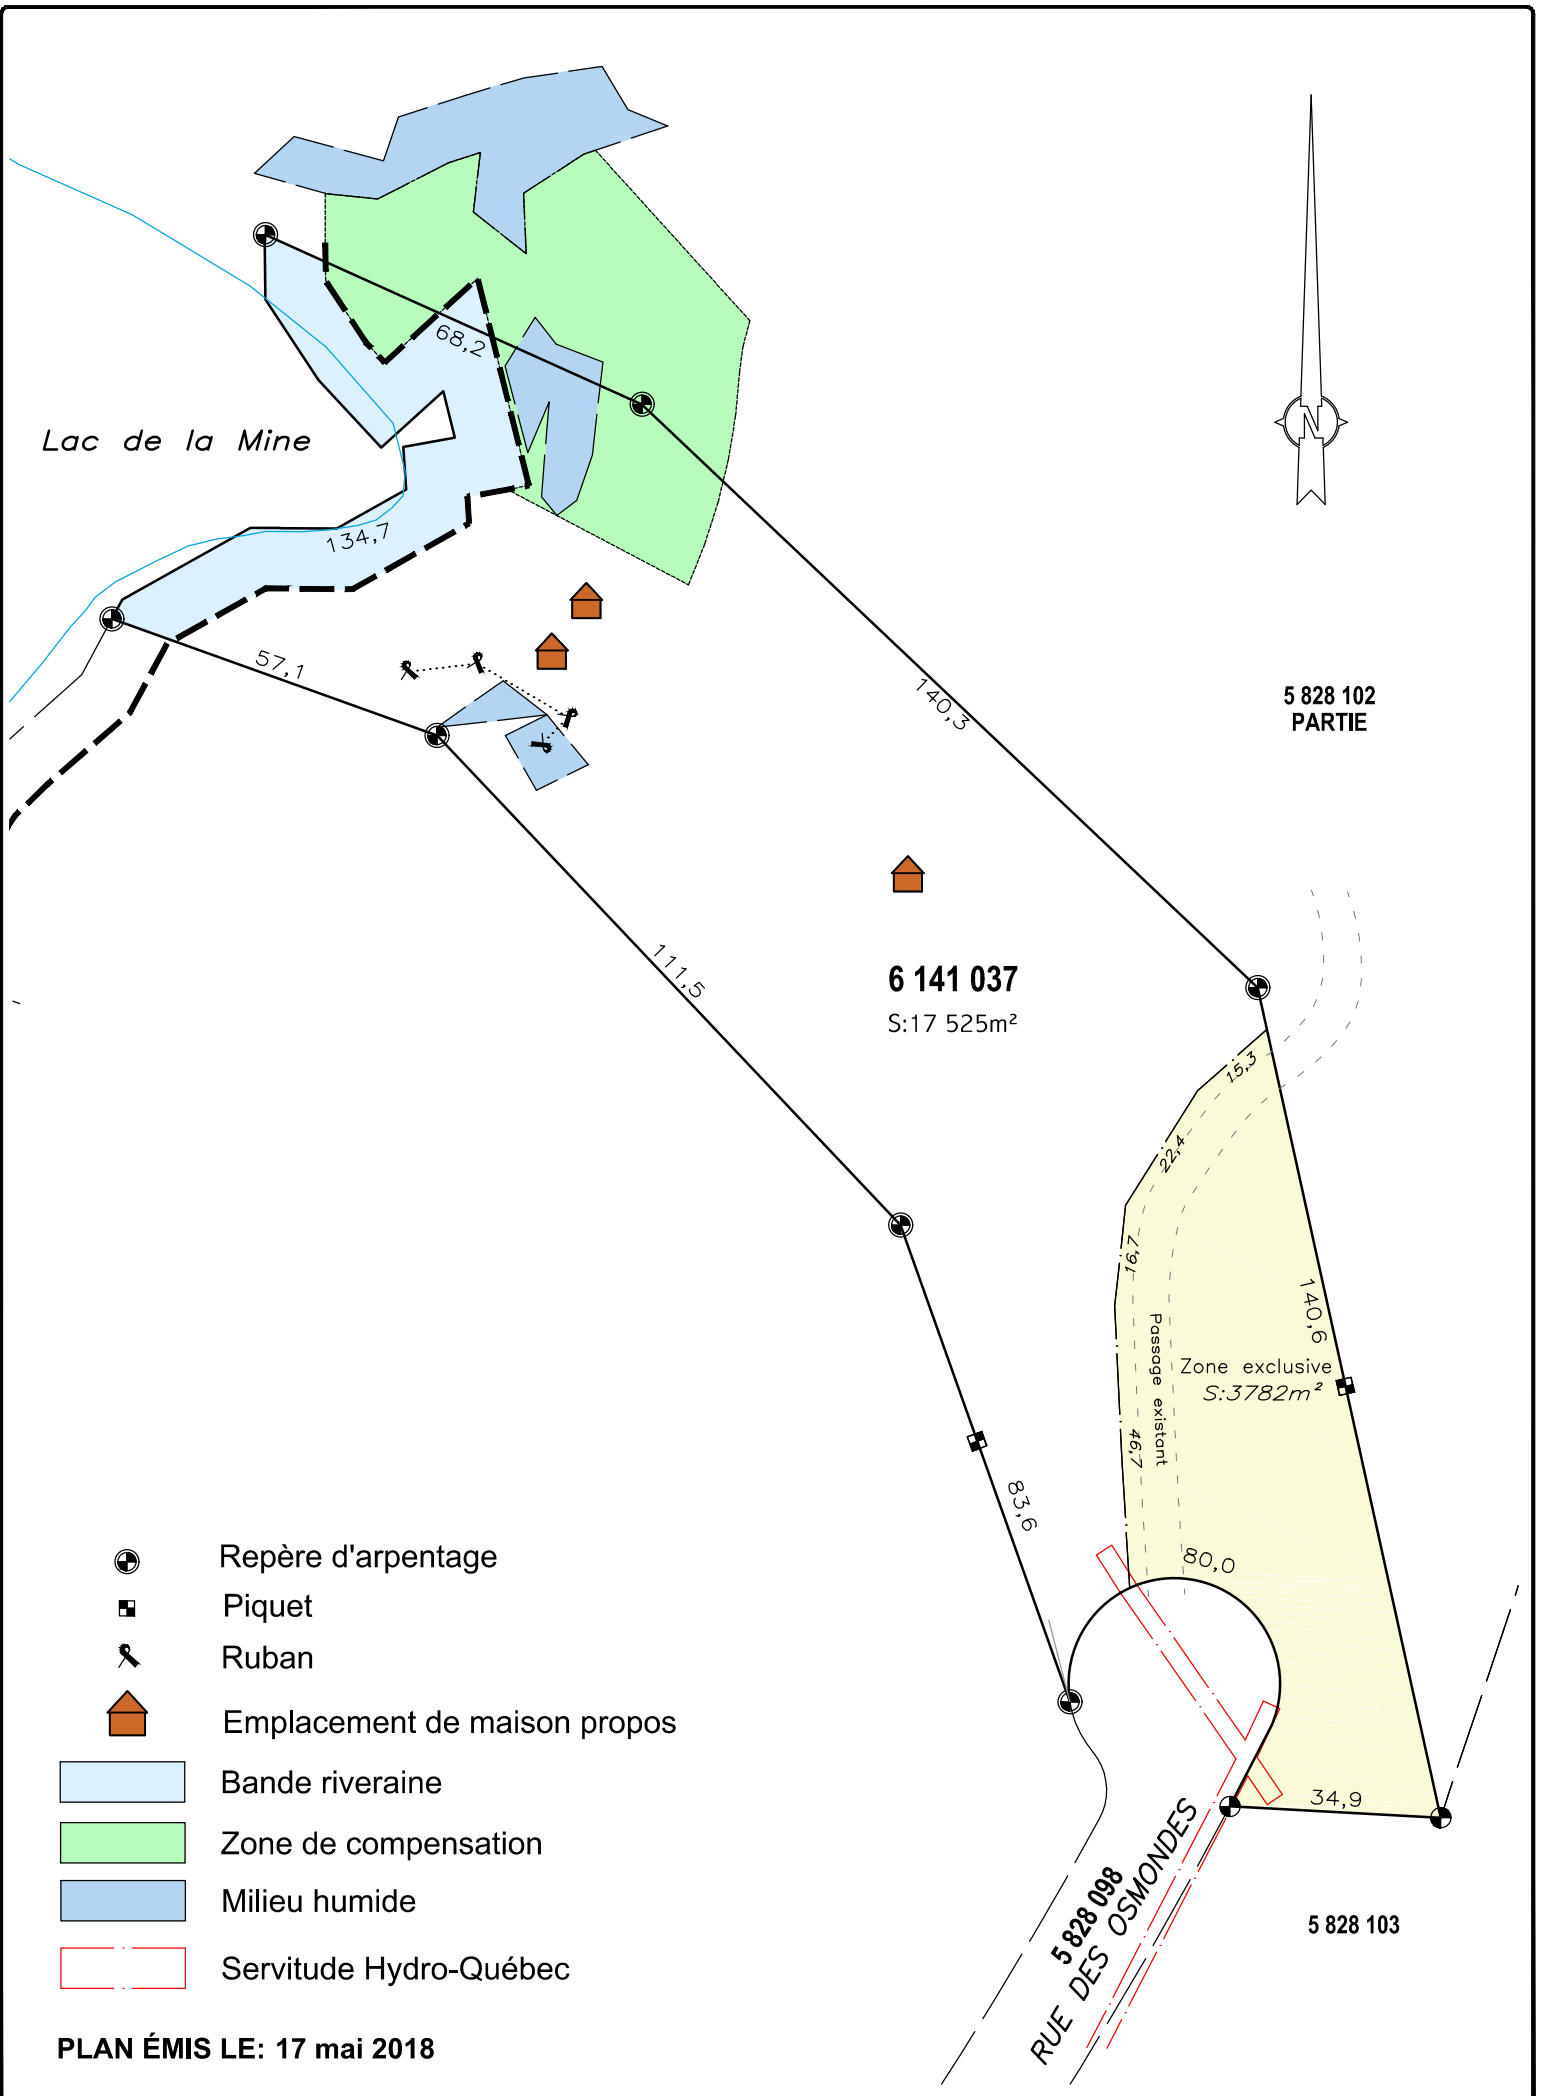 N
68,2
Lac de la Mine
134,7
57,1
140,3
5 828 102
PARTIE
111,5
6 141 037
S:17 525m²
15,3
22,4
16,7
140,6
Passage existant
Zone exclusive
S:3782m²
46,7
83,6
80,0
34,9
5 828 098
RUE DES OSMONDES
5 828 103
Repère d'arpentage
Piquet
Ruban
Emplacement de maison propos
Bande riveraine
Zone de compensation
Milieu humide
Servitude Hydro-Québec
PLAN ÉMIS LE: 17 mai 2018